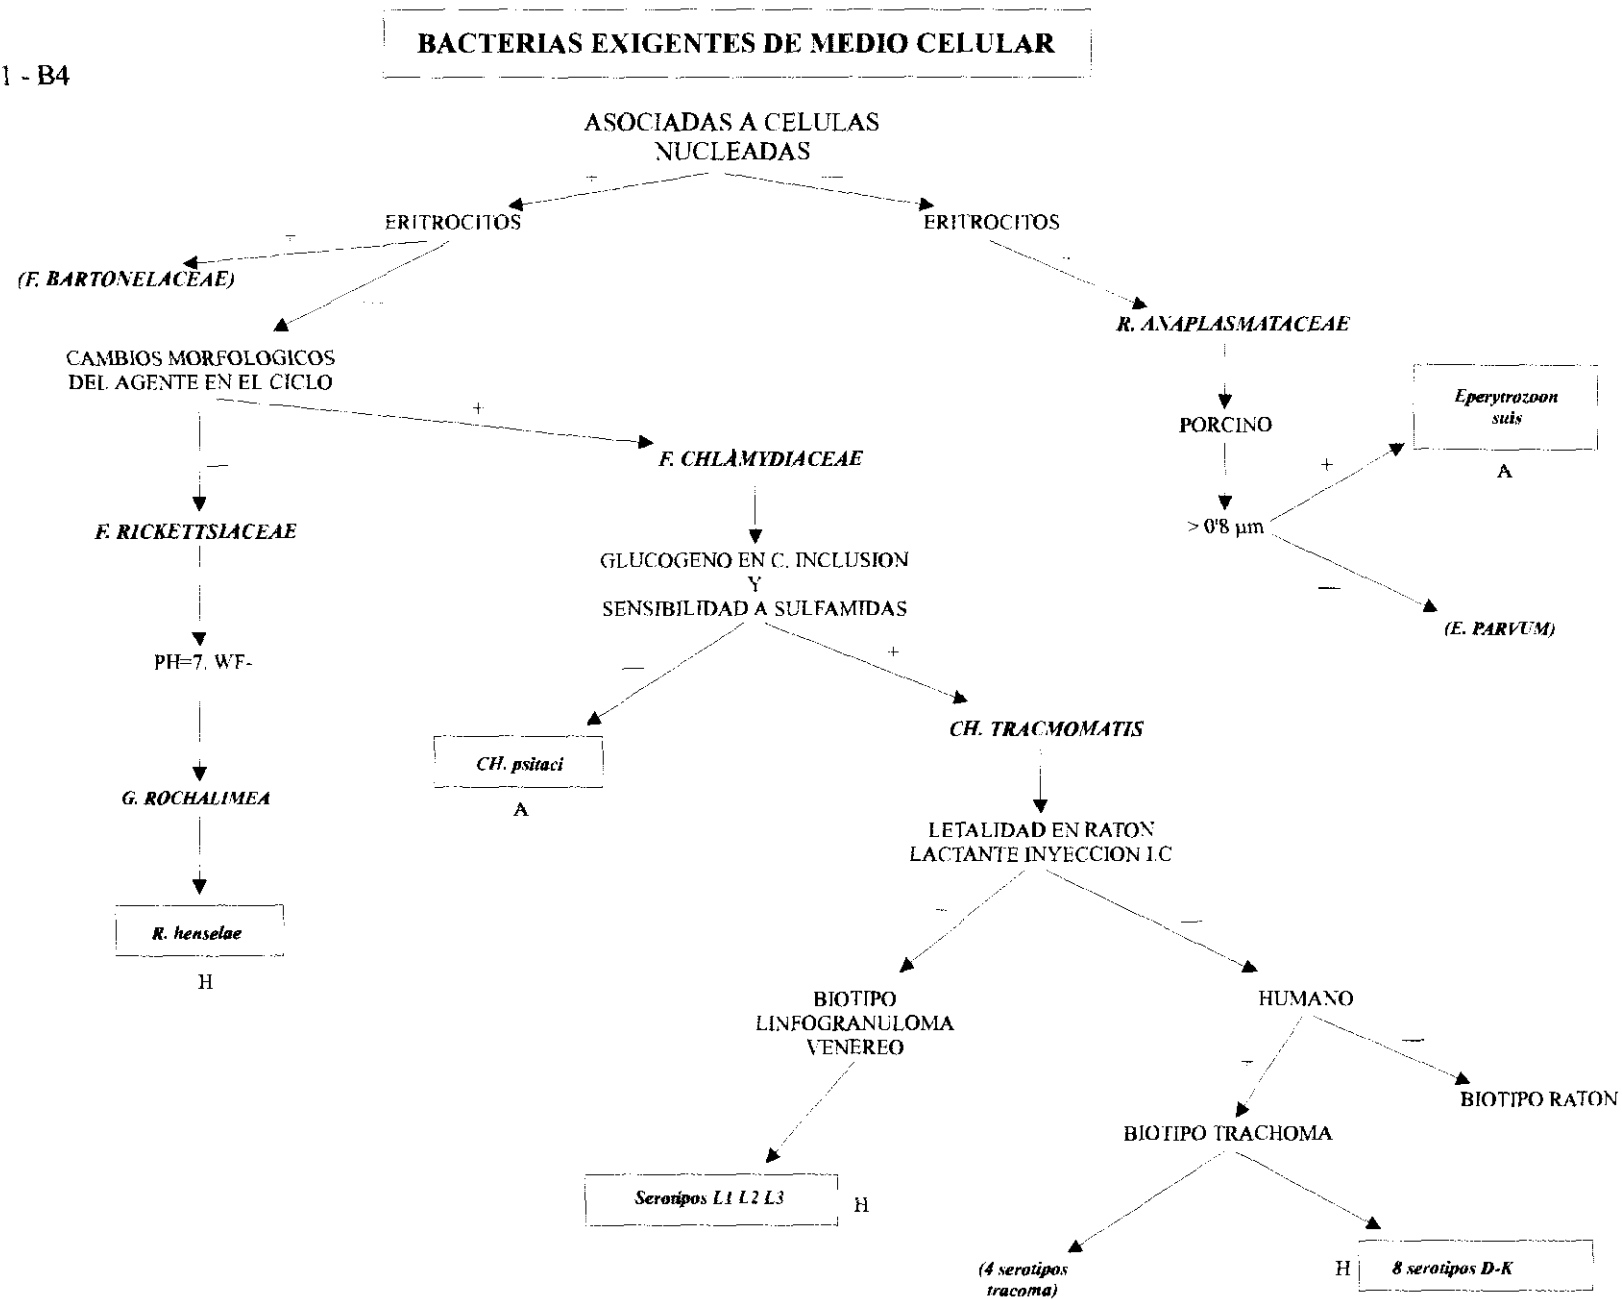 BACTERIAS EXIGENTES DE MEDIO CELULAR
1 - B4
ASOCIADAS A CELULAS
NUCLEADAS
+
—
ERITROCITOS
ERITROCITOS
(F. BARTONELACEAE)
—
R. ANAPLASMATACEAE
CAMBIOS MORFOLOGICOS
DEL AGENTE EN EL CICLO
+
—
PORCINO
Eperytrozoon
suis
A
F. CHLAMYDIACEAE
F. RICKETTSIACEAE
> 0'8 µm
+
—
(E. PARVUM)
GLUCOGENO EN C. INCLUSION
Y
SENSIBILIDAD A SULFAMIDAS
—
+
PH=7, WF-
CH. TRACMOMATIS
CH. psitaci
A
G. ROCHALIMEA
LETALIDAD EN RATON
LACTANTE INYECCION I.C
—
R. henselae
H
BIOTIPO
LINFOGRANULOMA
VENEREO
HUMANO
—
BIOTIPO RATON
BIOTIPO TRACHOMA
Serotipos L1 L2 L3
H
(4 serotipos
tracoma)
H
8 serotipos D-K